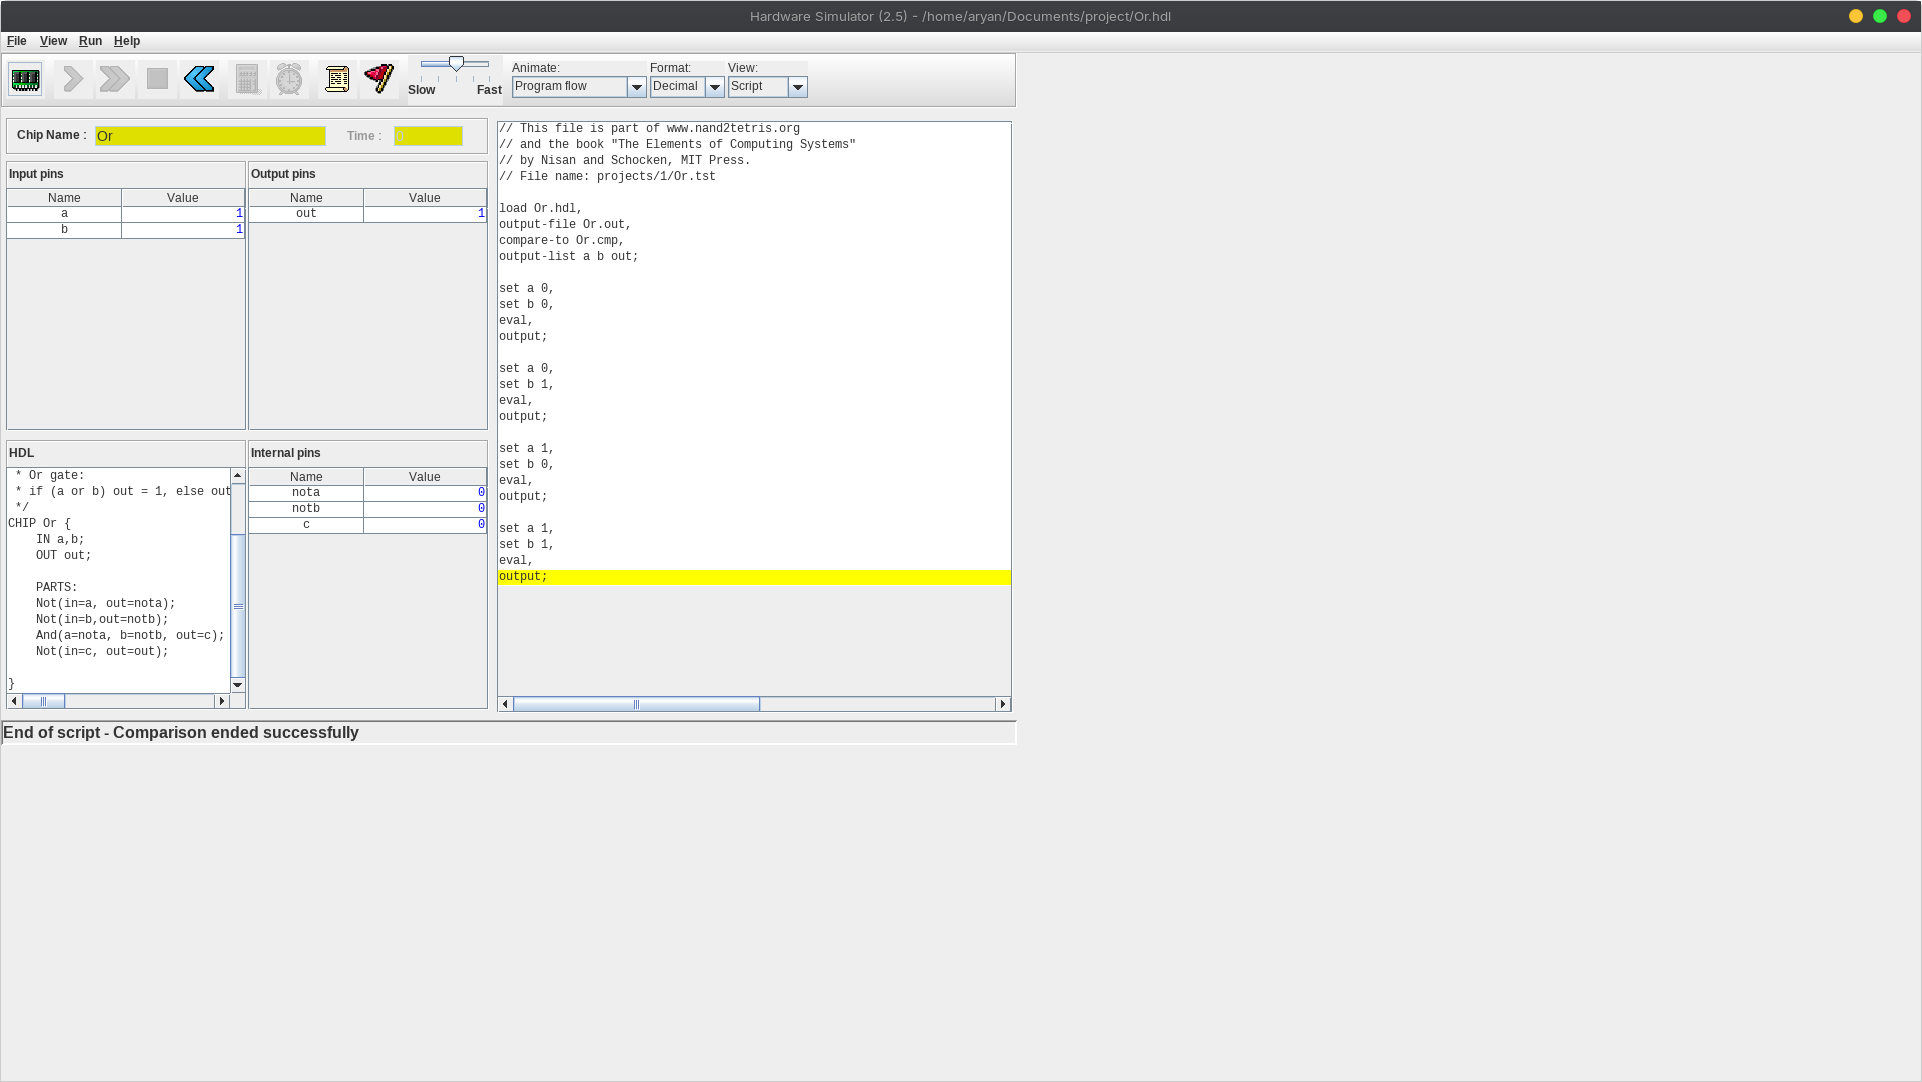 Hardware Simulator (2.5) - /home/aryan/Documents/project/Or.hdl
File View Run Help
Slow Fast
Animate: Format: View:
Program flow Decimal Script
Chip Name : Or Time :
Input pins
Name Value
a 1
b 1
Output pins
Name Value
out 1
HDL
 * Or gate:
 * if (a or b) out = 1, else out
 */
CHIP Or {
    IN a,b;
    OUT out;
    PARTS:
    Not(in=a, out=nota);
    Not(in=b,out=notb);
    And(a=nota, b=notb, out=c);
    Not(in=c, out=out);
}
Internal pins
Name Value
nota 0
notb 0
c 0
// This file is part of www.nand2tetris.org
// and the book "The Elements of Computing Systems"
// by Nisan and Schocken, MIT Press.
// File name: projects/1/Or.tst
load Or.hdl,
output-file Or.out,
compare-to Or.cmp,
output-list a b out;
set a 0,
set b 0,
eval,
output;
set a 0,
set b 1,
eval,
output;
set a 1,
set b 0,
eval,
output;
set a 1,
set b 1,
eval,
output;
End of script - Comparison ended successfully